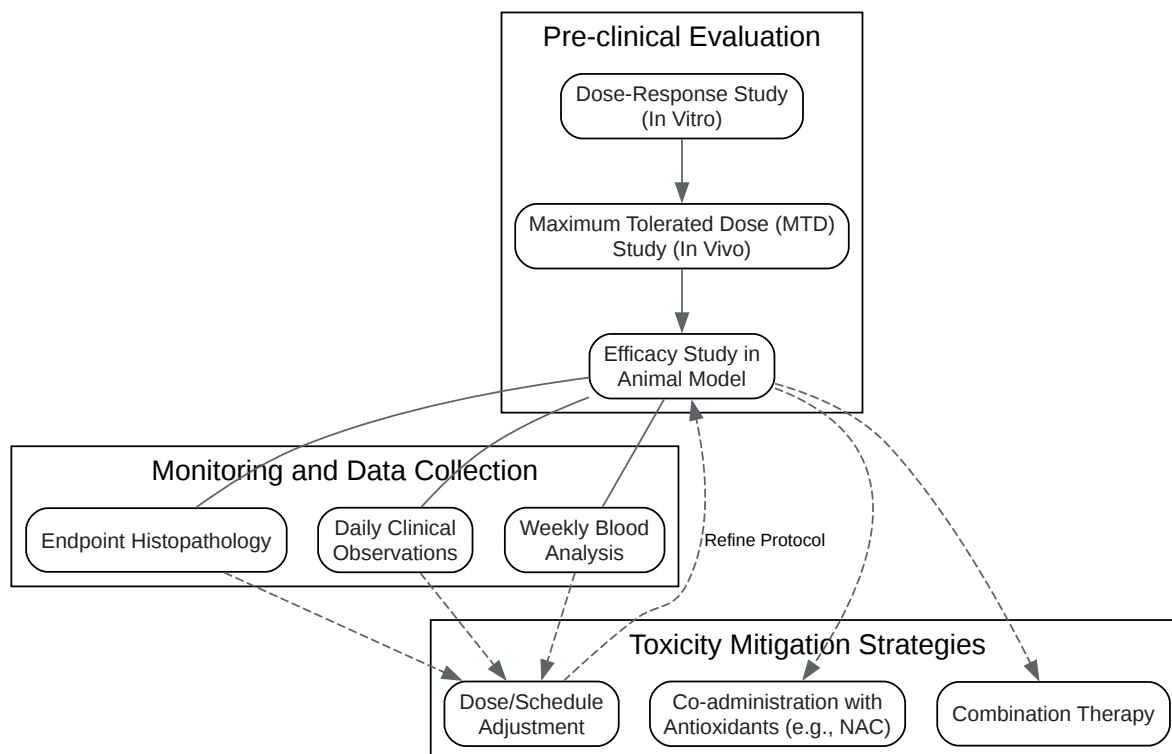 Pre-clinical Evaluation
Dose-Response Study
(In Vitro)
Maximum Tolerated Dose (MTD)
Study (In Vivo)
Efficacy Study in
Animal Model
Monitoring and Data Collection
Endpoint Histopathology
Daily Clinical
Observations
Weekly Blood
Analysis
Refine Protocol
Toxicity Mitigation Strategies
Dose/Schedule
Adjustment
Co-administration with
Antioxidants (e.g., NAC)
Combination Therapy